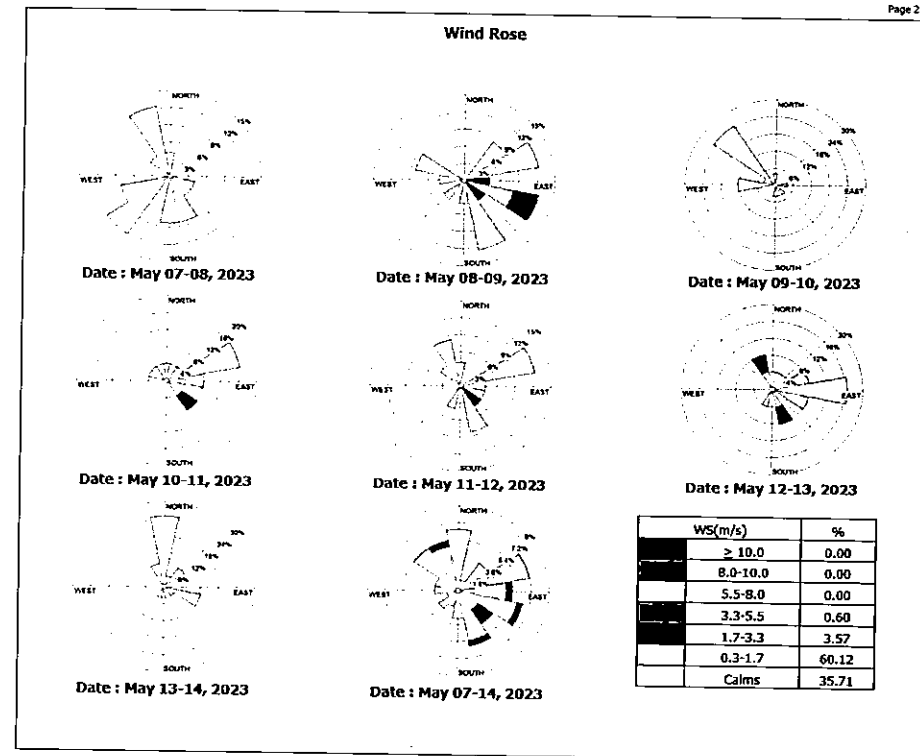 Page 2
Wind Rose
NORTH
15%
12%
9%
6%
3%
WEST
EAST
SOUTH
Date : May 07-08, 2023
NORTH
15%
12%
9%
6%
3%
WEST
EAST
SOUTH
Date : May 08-09, 2023
NORTH
30%
24%
18%
12%
6%
WEST
EAST
SOUTH
Date : May 09-10, 2023
NORTH
20%
16%
12%
8%
4%
WEST
EAST
SOUTH
Date : May 10-11, 2023
NORTH
15%
12%
9%
6%
3%
WEST
EAST
SOUTH
Date : May 11-12, 2023
NORTH
16%
12%
8%
4%
WEST
EAST
SOUTH
Date : May 12-13, 2023
NORTH
30%
24%
18%
12%
6%
WEST
EAST
SOUTH
Date : May 13-14, 2023
NORTH
9%
7.2%
5.4%
3.6%
WEST
EAST
SOUTH
Date : May 07-14, 2023
WS(m/s) %
≥ 10.0 0.00
8.0-10.0 0.00
5.5-8.0 0.00
3.3-5.5 0.60
1.7-3.3 3.57
0.3-1.7 60.12
Calms 35.71